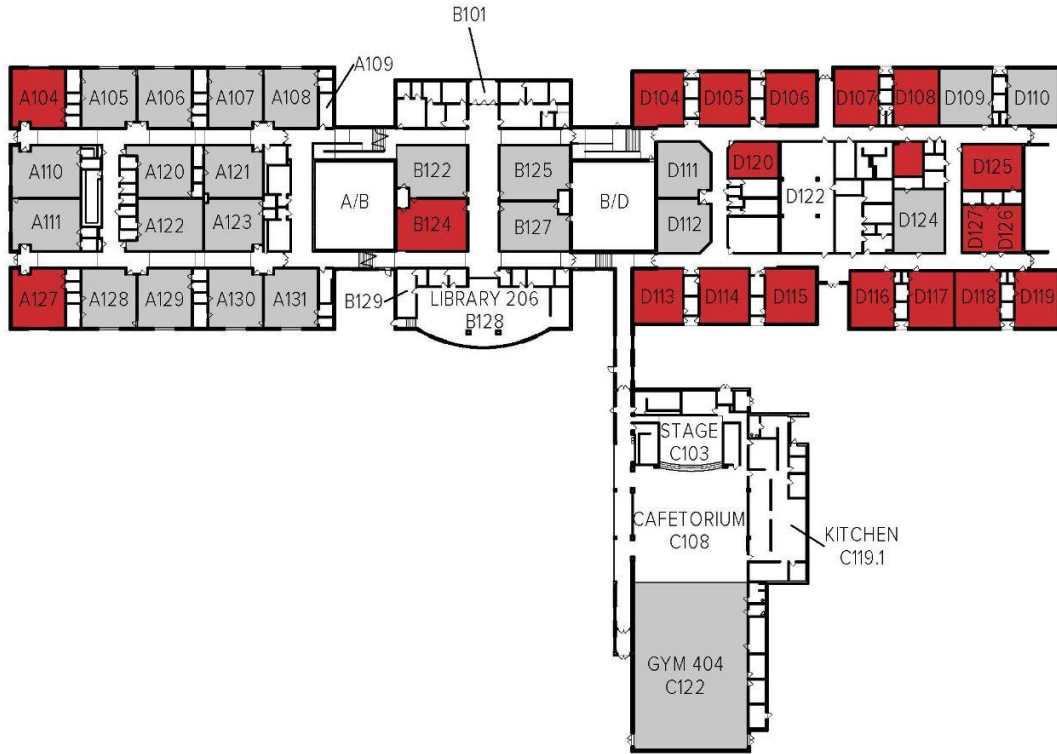 B101
A109
A104
A105
A106
A107
A108
D104
D105
D106
D107
D108
D109
D110
A110
A120
A121
B122
B125
D111
D120
D125
A/B
B/D
D122
A111
A122
A123
B124
B127
D112
D124
D127
D126
A127
A128
A129
A130
A131
B129
LIBRARY 206
B128
D113
D114
D115
D116
D117
D118
D119
STAGE
C103
CAFETORIUM
C108
KITCHEN
C119.1
GYM 404
C122